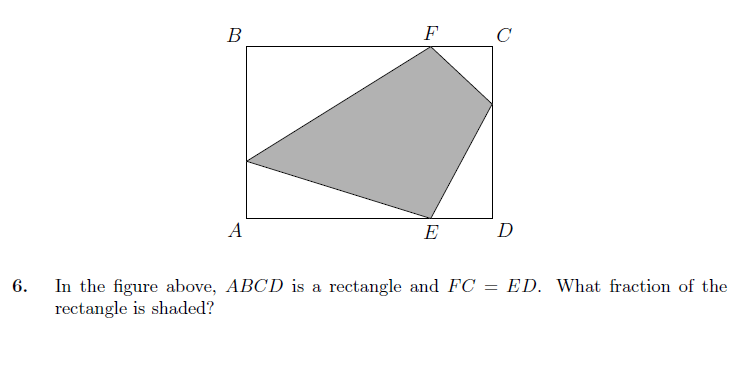 B F C
A E D
6. In the figure above, ABCD is a rectangle and FC = ED. What fraction of the
rectangle is shaded?